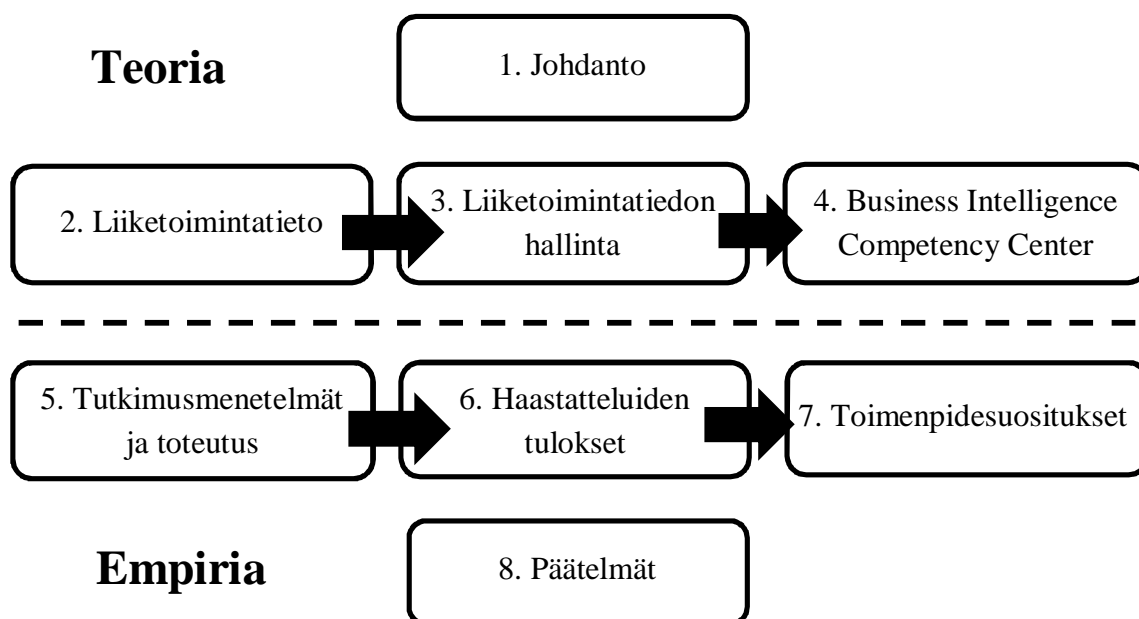 Teoria
1. Johdanto
2. Liiketoimintatieto
3. Liiketoimintatiedon
hallinta
4. Business Intelligence
Competency Center
5. Tutkimusmenetelmät
ja toteutus
6. Haastatteluiden
tulokset
7. Toimenpidesuositukset
Empiria
8. Päätelmät